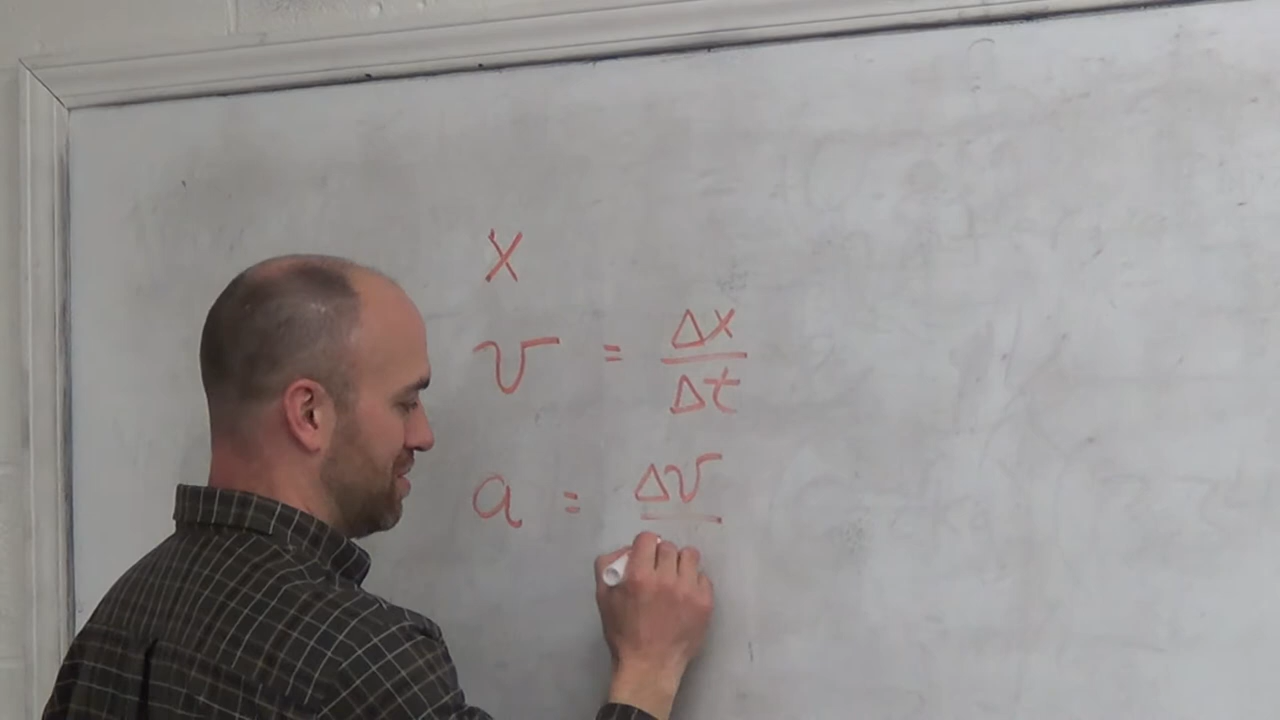 x
v = Δx/Δt
a = Δv/